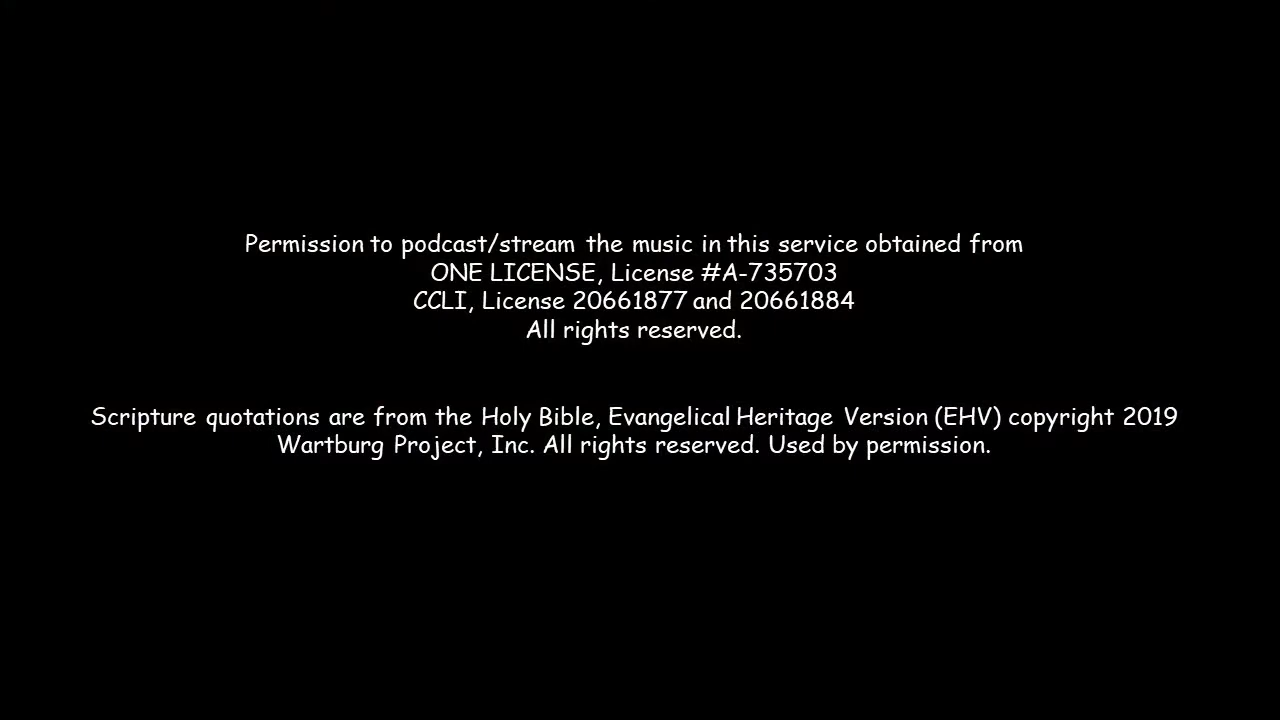 Permission to podcast/stream the music in this service obtained from
ONE LICENSE, License #A-735703
CCLI, License 20661877 and 20661884
All rights reserved.
Scripture quotations are from the Holy Bible, Evangelical Heritage Version (EHV) copyright 2019
Wartburg Project, Inc. All rights reserved. Used by permission.